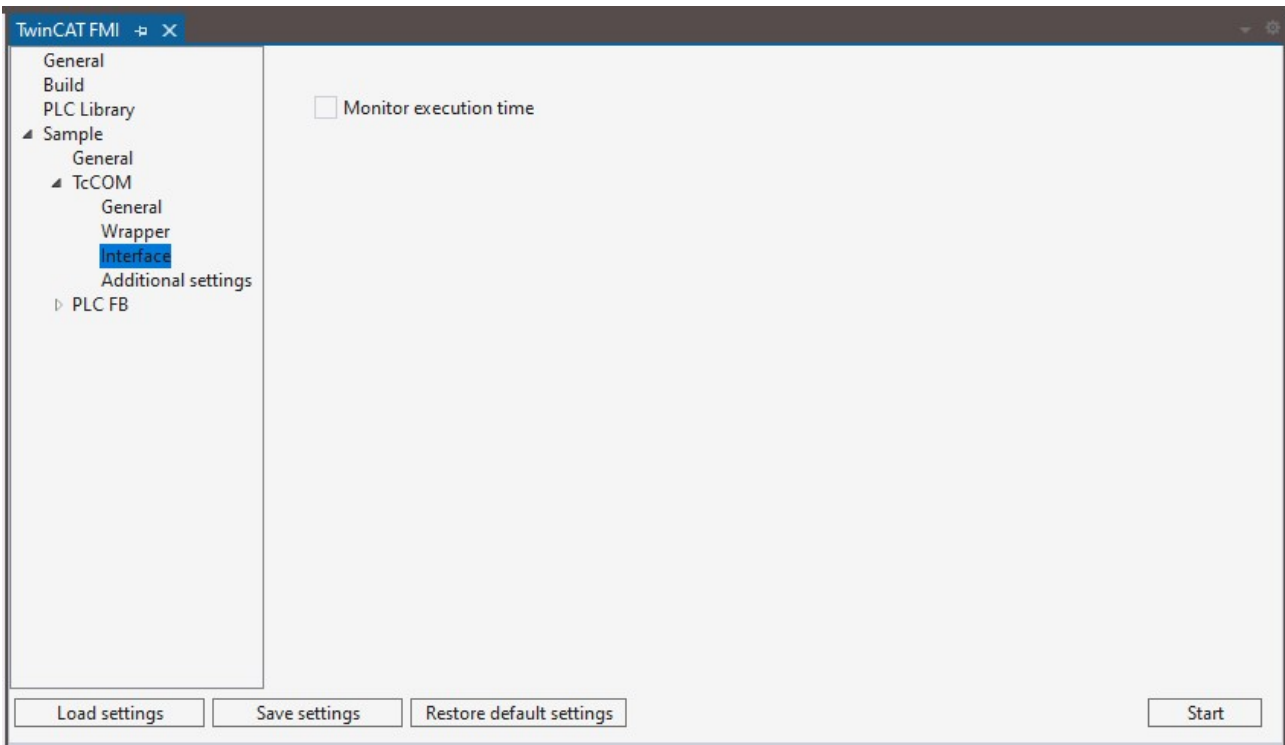 TwinCAT FMI
General
Build
PLC Library
Sample
General
TcCOM
General
Wrapper
Interface
Additional settings
PLC FB
Monitor execution time
Load settings
Save settings
Restore default settings
Start